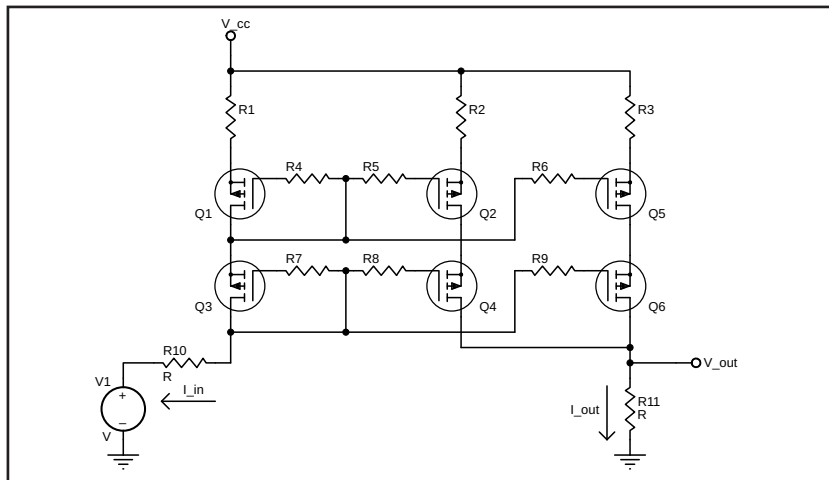 V_cc
R1
R2
R3
R4
R5
R6
Q1
Q2
Q5
R7
R8
R9
Q3
Q4
Q6
R10
R
V_out
V1
+
–
V
I_in
I_out
R11
R